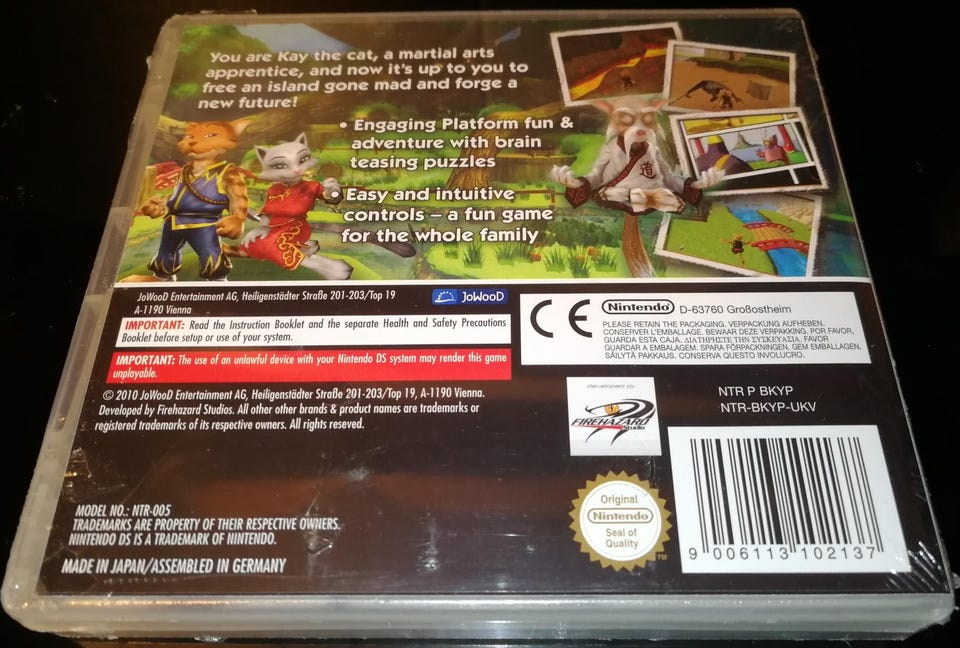 You are Kay the cat, a martial arts
apprentice, and now it's up to you to
free an island gone mad and forge a
new future!
• Engaging Platform fun &
adventure with brain
teasing puzzles
• Easy and intuitive
controls – a fun game
for the whole family
道
JoWooD Entertainment AG, Heiligenstädter Straße 201-203/Top 19
A-1190 Vienna
JoWooD
IMPORTANT: Read the Instruction Booklet and the separate Health and Safety Precautions
Booklet before setup or use of your system.
IMPORTANT: The use of an unlawful device with your Nintendo DS system may render this game
unplayable.
© 2010 JoWooD Entertainment AG, Heiligenstädter Straße 201-203/Top 19, A-1190 Vienna.
Developed by Firehazard Studios. All other other brands & product names are trademarks or
registered trademarks of its respective owners. All rights reseved.
CE
Nintendo D-63760 Großostheim
PLEASE RETAIN THE PACKAGING. VERPACKUNG AUFHEBEN.
CONSERVER L'EMBALLAGE. BEWAAR DEZE VERPAKKING. POR FAVOR,
GUARDA ESTA CAJA. ΔΙΑΤΗΡΗΣΤΕ ΤΗΝ ΣΥΣΚΕΥΑΣΙΑ. FAVOR
GUARDAR A EMBALAGEM. SPARA FÖRPACKNINGEN. GEM EMBALLAGEN.
SÄILYTÄ PAKKAUS. CONSERVA QUESTO INVOLUCRO.
developed by
FIREHAZARD
Studio
NTR P BKYP
NTR-BKYP-UKV
MODEL NO.: NTR-005
TRADEMARKS ARE PROPERTY OF THEIR RESPECTIVE OWNERS.
NINTENDO DS IS A TRADEMARK OF NINTENDO.
MADE IN JAPAN/ASSEMBLED IN GERMANY
Original
Nintendo
Seal of
Quality
TM
9 006113 102137